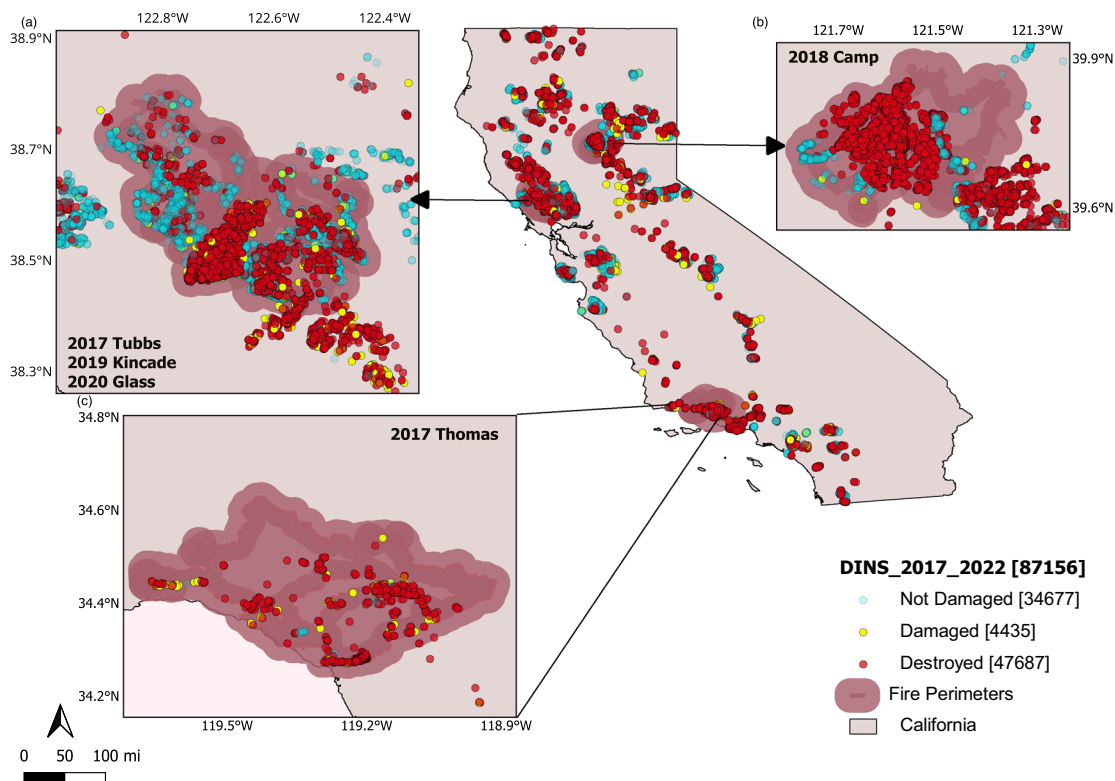 (a)
122.8°W 122.6°W 122.4°W
38.9°N
38.7°N
38.5°N
38.3°N
2017 Tubbs
2019 Kincade
2020 Glass
(b)
121.7°W 121.5°W 121.3°W
2018 Camp
39.9°N
39.6°N
(c)
34.8°N
34.6°N
34.4°N
34.2°N
2017 Thomas
119.5°W 119.2°W 118.9°W
0 50 100 mi
DINS_2017_2022 [87156]
Not Damaged [34677]
Damaged [4435]
Destroyed [47687]
Fire Perimeters
California